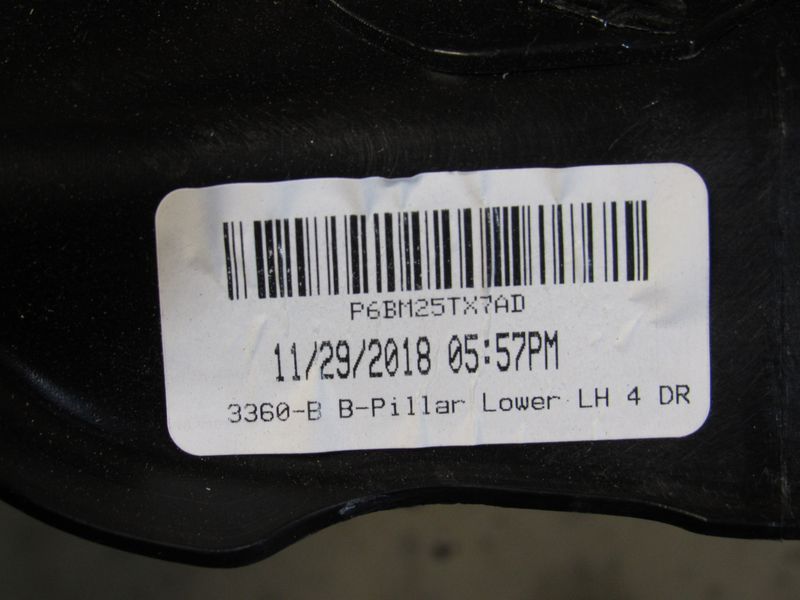 P6BM25TX7AD
11/29/2018 05:57PM
3360-B B-Pillar Lower LH 4 DR